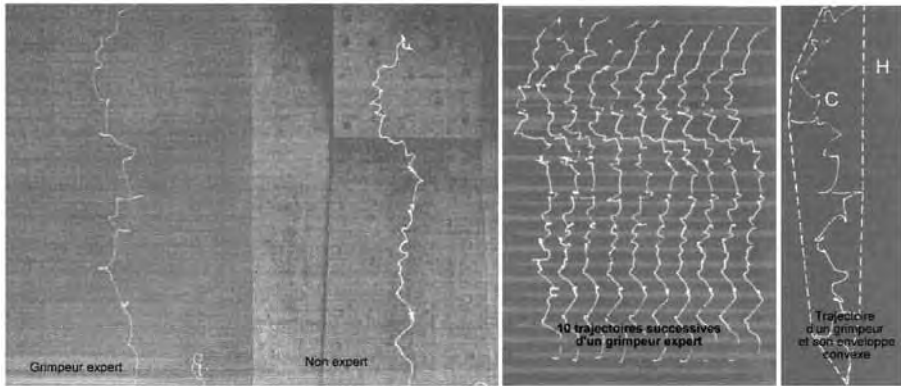 Grimpeur expert
Non expert
10 trajectoires successives
d'un grimpeur expert
H
C
Trajectoire
d'un grimpeur
et son enveloppe
convexe